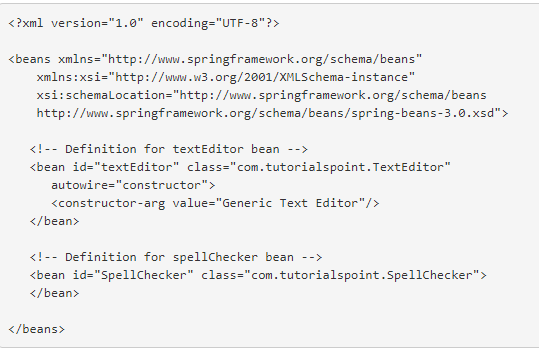 <?xml version="1.0" encoding="UTF-8"?>
<beans xmlns="http://www.springframework.org/schema/beans"
xmlns:xsi="http://www.w3.org/2001/XMLSchema-instance"
xsi:schemaLocation="http://www.springframework.org/schema/beans
http://www.springframework.org/schema/beans/spring-beans-3.0.xsd">
<!-- Definition for textEditor bean -->
<bean id="textEditor" class="com.tutorialspoint.TextEditor"
autowire="constructor">
<constructor-arg value="Generic Text Editor"/>
</bean>
<!-- Definition for spellChecker bean -->
<bean id="SpellChecker" class="com.tutorialspoint.SpellChecker">
</bean>
</beans>